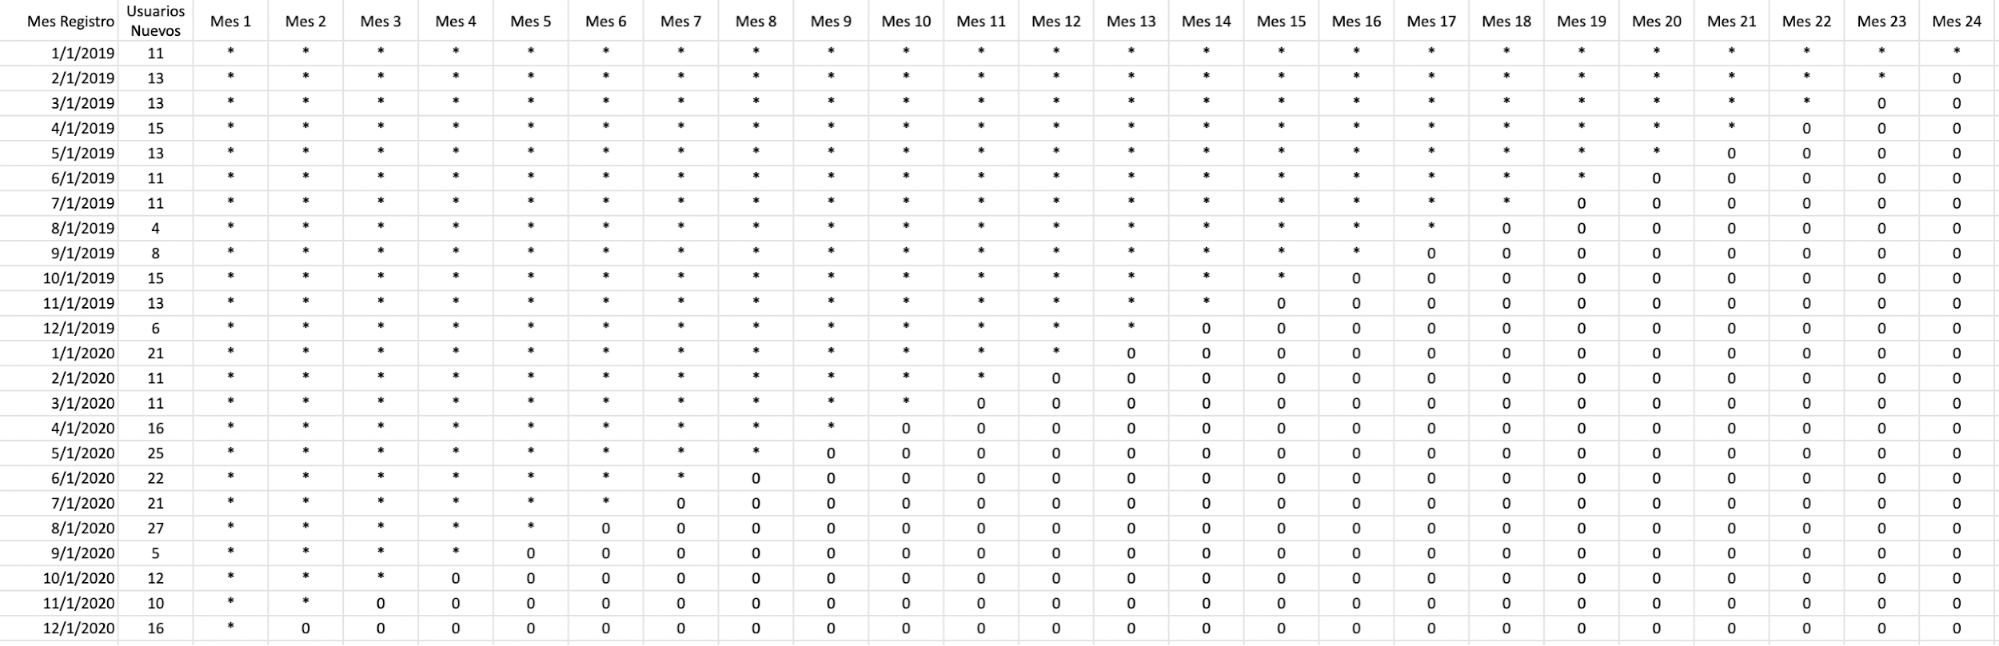 Mes Registro Usuarios Nuevos Mes 1 Mes 2 Mes 3 Mes 4 Mes 5 Mes 6 Mes 7 Mes 8 Mes 9 Mes 10 Mes 11 Mes 12 Mes 13 Mes 14 Mes 15 Mes 16 Mes 17 Mes 18 Mes 19 Mes 20 Mes 21 Mes 22 Mes 23 Mes 24
1/1/2019 11 * * * * * * * * * * * * * * * * * * * * * * * *
2/1/2019 13 * * * * * * * * * * * * * * * * * * * * * * * 0
3/1/2019 13 * * * * * * * * * * * * * * * * * * * * * * 0 0
4/1/2019 15 * * * * * * * * * * * * * * * * * * * * * 0 0 0
5/1/2019 13 * * * * * * * * * * * * * * * * * * * * 0 0 0 0
6/1/2019 11 * * * * * * * * * * * * * * * * * * * 0 0 0 0 0
7/1/2019 11 * * * * * * * * * * * * * * * * * * 0 0 0 0 0 0
8/1/2019 4 * * * * * * * * * * * * * * * * * 0 0 0 0 0 0 0
9/1/2019 8 * * * * * * * * * * * * * * * * 0 0 0 0 0 0 0 0
10/1/2019 15 * * * * * * * * * * * * * * * 0 0 0 0 0 0 0 0 0
11/1/2019 13 * * * * * * * * * * * * * * 0 0 0 0 0 0 0 0 0 0
12/1/2019 6 * * * * * * * * * * * * * 0 0 0 0 0 0 0 0 0 0 0
1/1/2020 21 * * * * * * * * * * * * 0 0 0 0 0 0 0 0 0 0 0 0
2/1/2020 11 * * * * * * * * * * * 0 0 0 0 0 0 0 0 0 0 0 0 0
3/1/2020 11 * * * * * * * * * * 0 0 0 0 0 0 0 0 0 0 0 0 0 0
4/1/2020 16 * * * * * * * * * 0 0 0 0 0 0 0 0 0 0 0 0 0 0 0
5/1/2020 25 * * * * * * * * 0 0 0 0 0 0 0 0 0 0 0 0 0 0 0 0
6/1/2020 22 * * * * * * * 0 0 0 0 0 0 0 0 0 0 0 0 0 0 0 0 0
7/1/2020 21 * * * * * * 0 0 0 0 0 0 0 0 0 0 0 0 0 0 0 0 0 0
8/1/2020 27 * * * * * 0 0 0 0 0 0 0 0 0 0 0 0 0 0 0 0 0 0 0
9/1/2020 5 * * * * 0 0 0 0 0 0 0 0 0 0 0 0 0 0 0 0 0 0 0 0
10/1/2020 12 * * * 0 0 0 0 0 0 0 0 0 0 0 0 0 0 0 0 0 0 0 0 0
11/1/2020 10 * * 0 0 0 0 0 0 0 0 0 0 0 0 0 0 0 0 0 0 0 0 0 0
12/1/2020 16 * 0 0 0 0 0 0 0 0 0 0 0 0 0 0 0 0 0 0 0 0 0 0 0